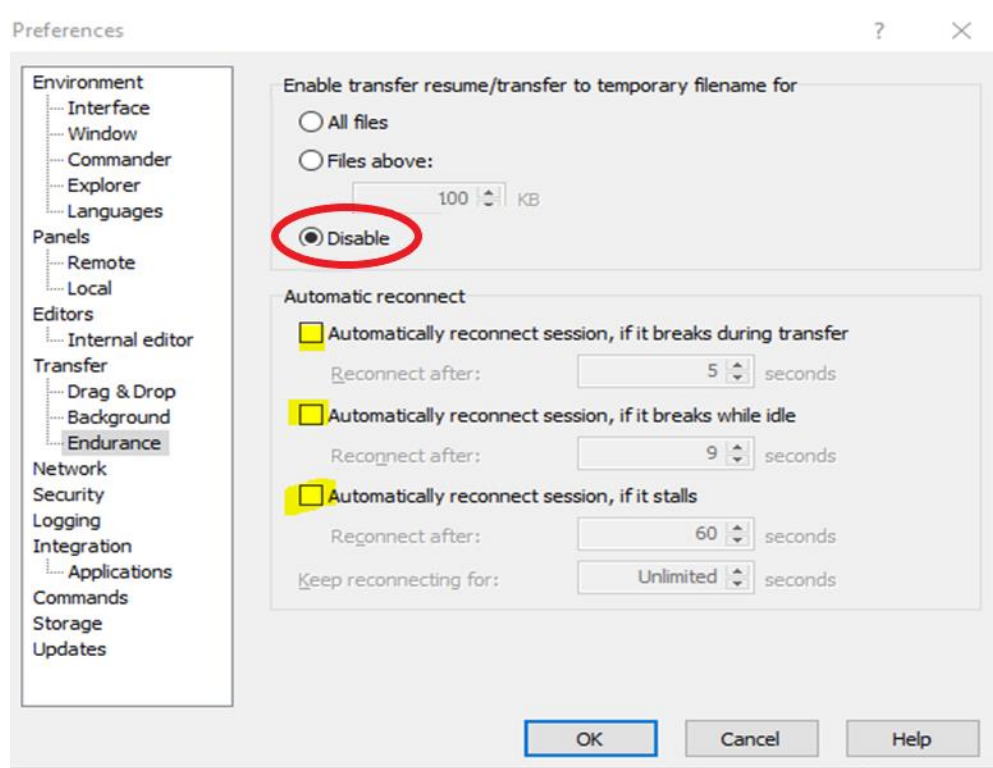 Preferences
?
Environment
Interface
Window
Commander
Explorer
Languages
Panels
Remote
Local
Editors
Internal editor
Transfer
Drag & Drop
Background
Endurance
Network
Security
Logging
Integration
Applications
Commands
Storage
Updates
Enable transfer resume/transfer to temporary filename for
All files
Files above:
100 KB
Disable
Automatic reconnect
Automatically reconnect session, if it breaks during transfer
Reconnect after: 5 seconds
Automatically reconnect session, if it breaks while idle
Reconnect after: 9 seconds
Automatically reconnect session, if it stalls
Reconnect after: 60 seconds
Keep reconnecting for: Unlimited seconds
OK Cancel Help